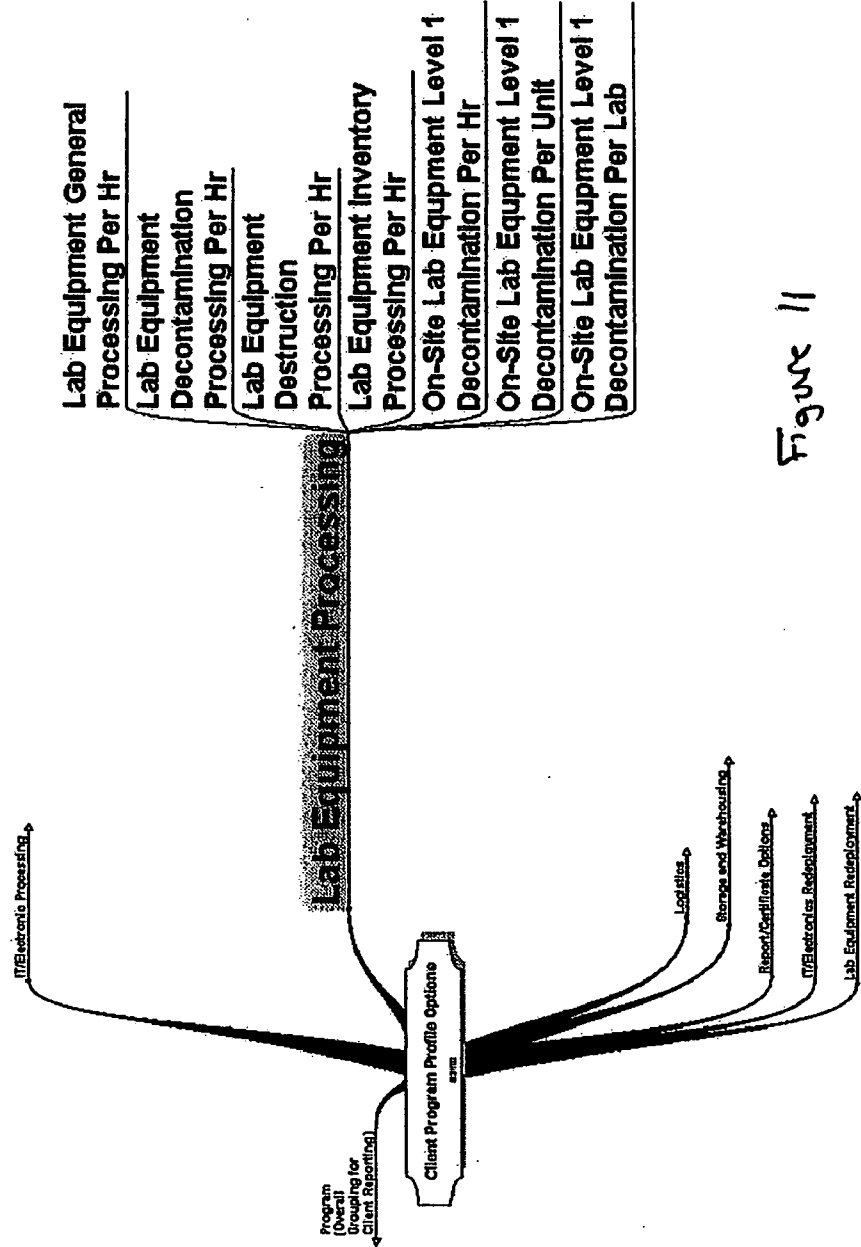 IT/Electronic Processing
Lab Equipment Processing
Lab Equipment General
Processing Per Hr
Lab Equipment
Decontamination
Processing Per Hr
Lab Equipment
Destruction
Processing Per Hr
Lab Equipment Inventory
Processing Per Hr
On-Site Lab Equpment Level 1
Decontamination Per Hr
On-Site Lab Equpment Level 1
Decontamination Per Unit
On-Site Lab Equpment Level 1
Decontamination Per Lab
Program
(Overall
Grouping for
Client Reporting)
Client Program Profile Options
Logistics
Storage and Warehousing
Report/Certificate Options
IT/Electronics Redeployment
Lab Equipment Redeployment
Figure 11